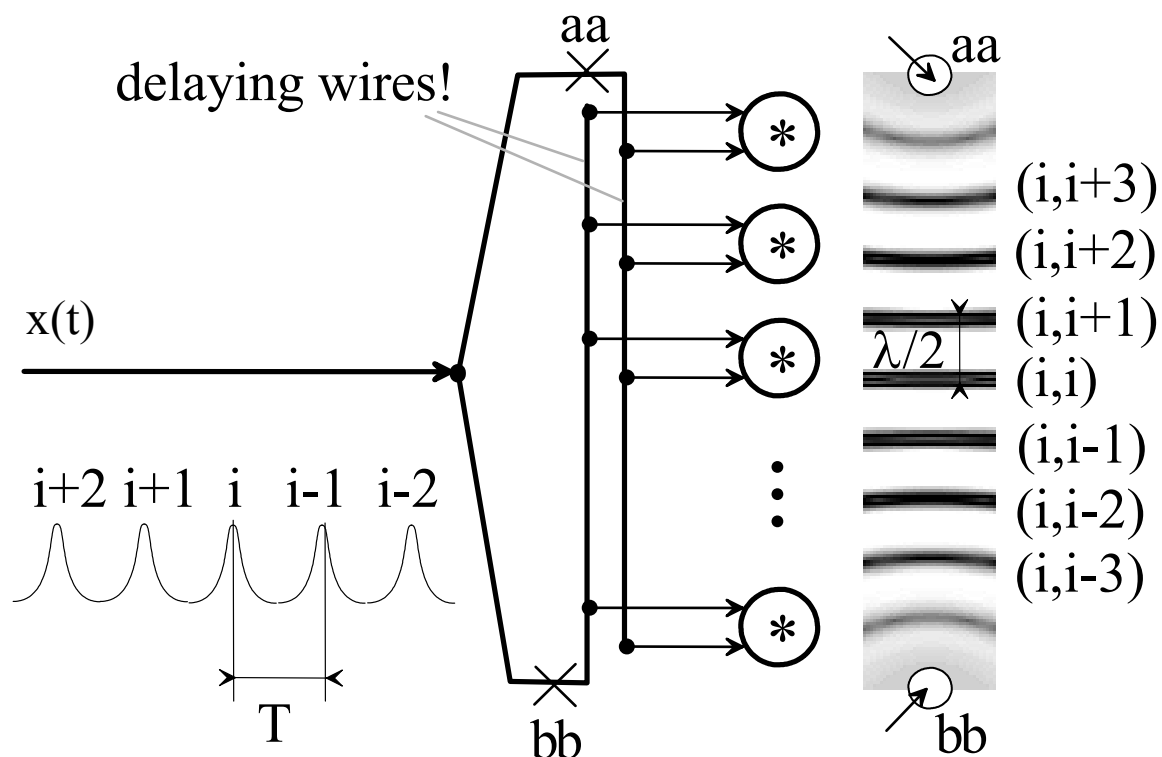 aa
delaying wires!
x(t)
i+2 i+1 i i-1 i-2
T
bb
*
*
*
*
aa
(i,i+3)
(i,i+2)
(i,i+1)
λ/2
(i,i)
(i,i-1)
(i,i-2)
(i,i-3)
bb